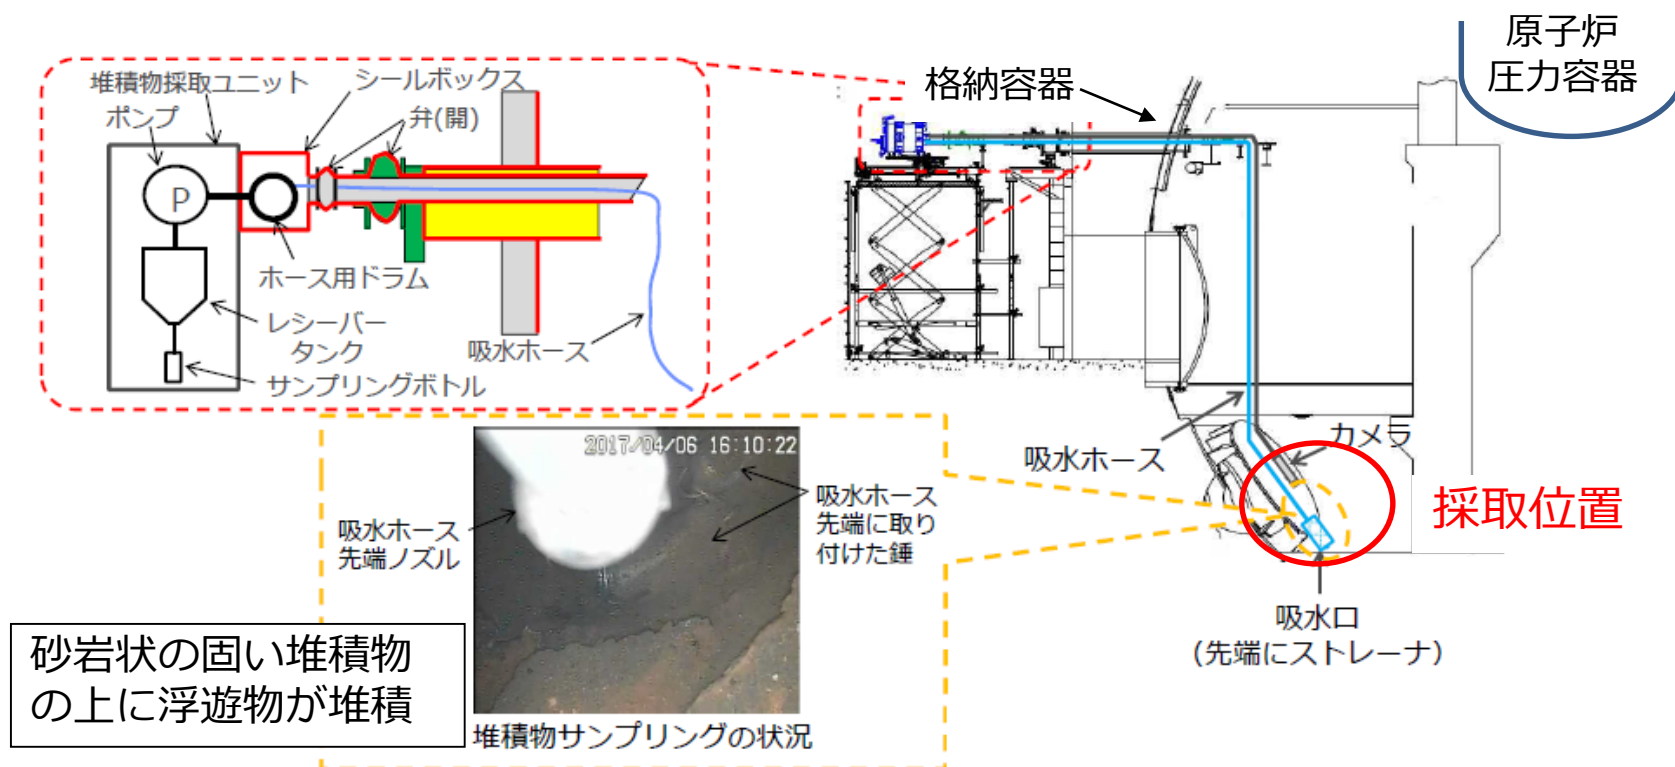 原子炉
圧力容器
格納容器
堆積物採取ユニット
シールボックス
ポンプ
弁(開)
P
ホース用ドラム
レシーバー
タンク
吸水ホース
サンプリングボトル
2017/04/06 16:10:22
吸水ホース
先端ノズル
吸水ホース
先端に取り
付けた錘
堆積物サンプリングの状況
砂岩状の固い堆積物
の上に浮遊物が堆積
吸水ホース
カメラ
採取位置
吸水口
(先端にストレーナ)